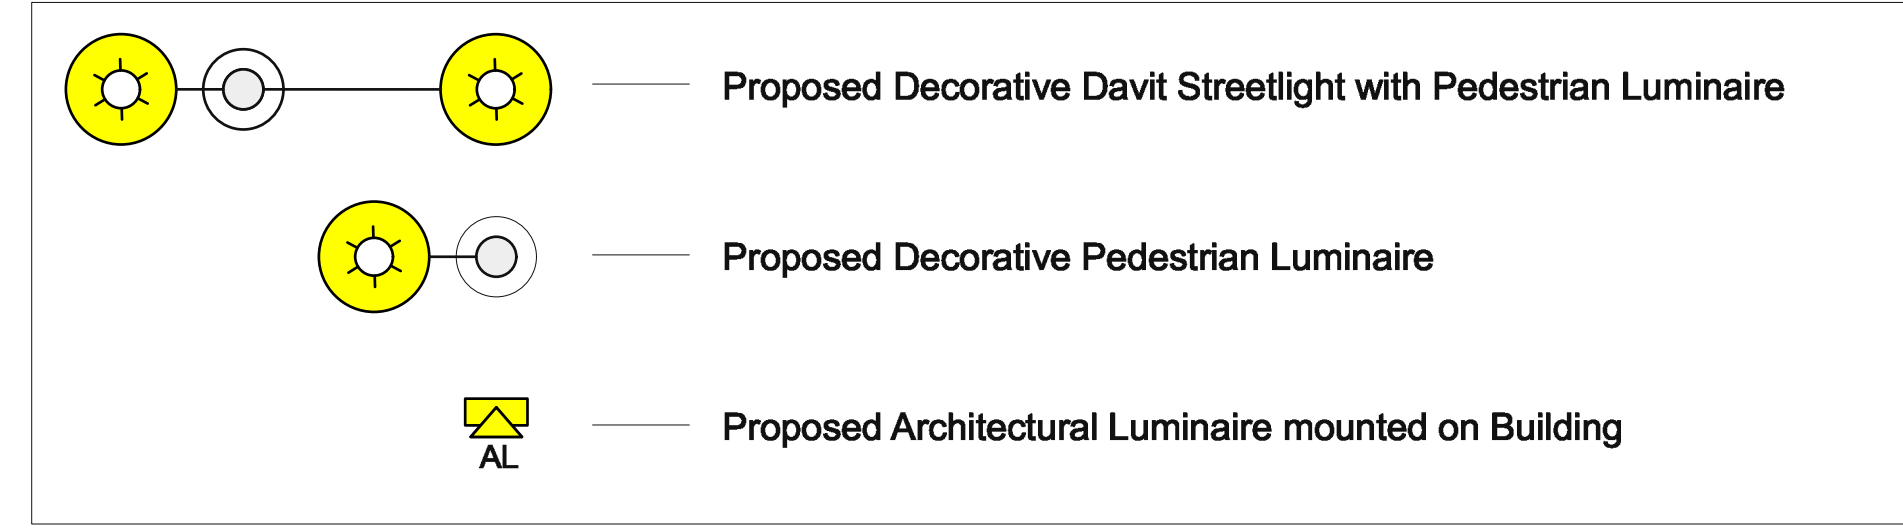 Proposed Decorative Davit Streetlight with Pedestrian Luminaire
Proposed Decorative Pedestrian Luminaire
Proposed Architectural Luminaire mounted on Building
AL